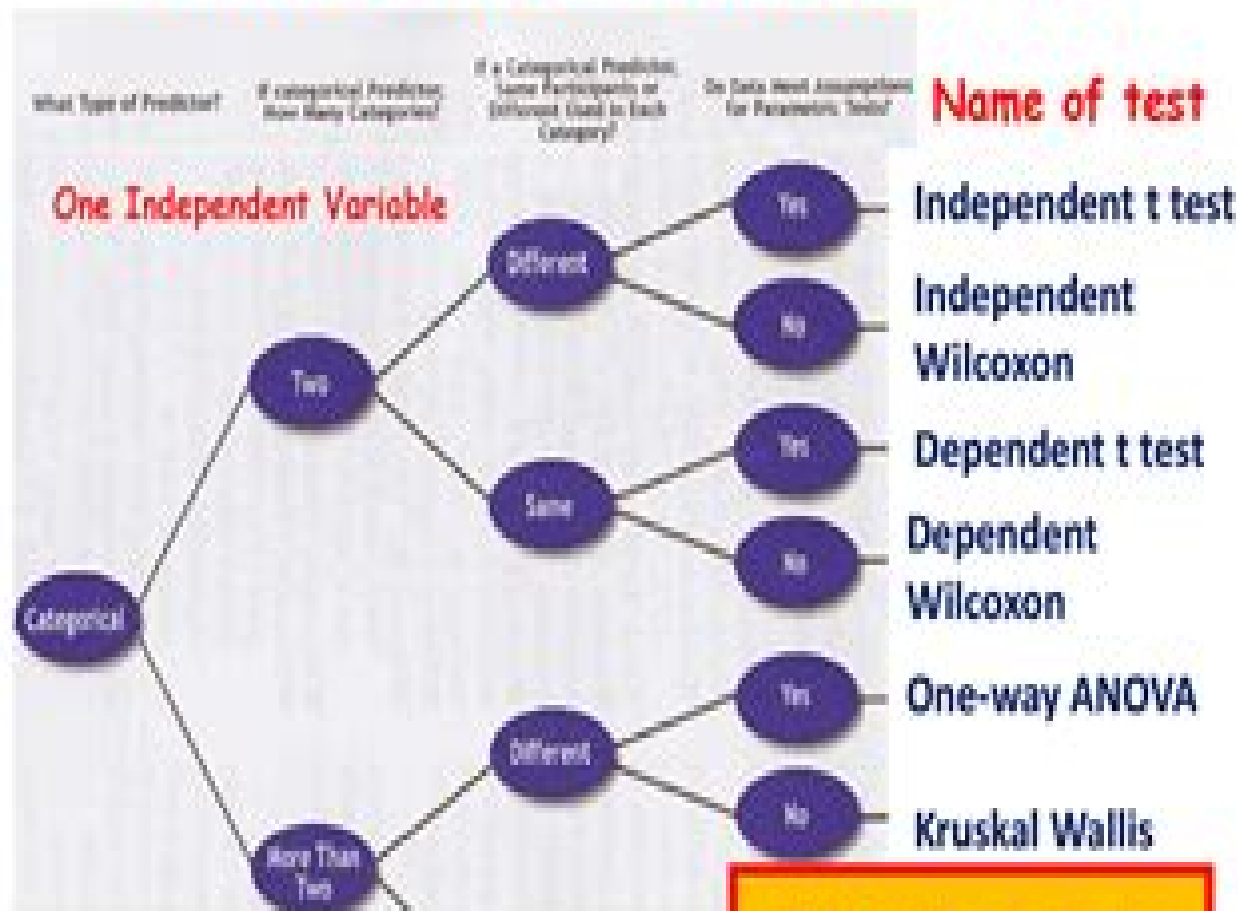 What Type of Predictor?
If categorical Predictor,
How Many Categories?
If a Categorical Predictor,
Same Participants or
Different Used in Each
Category?
Do Data Meet Assumptions
for Parametric Tests?
Name of test
One Independent Variable
Yes
Independent t test
Different
No
Independent
Wilcoxon
Two
Yes
Dependent t test
Same
No
Dependent
Wilcoxon
Categorical
Yes
One-way ANOVA
Different
No
Kruskal Wallis
More Than
Two